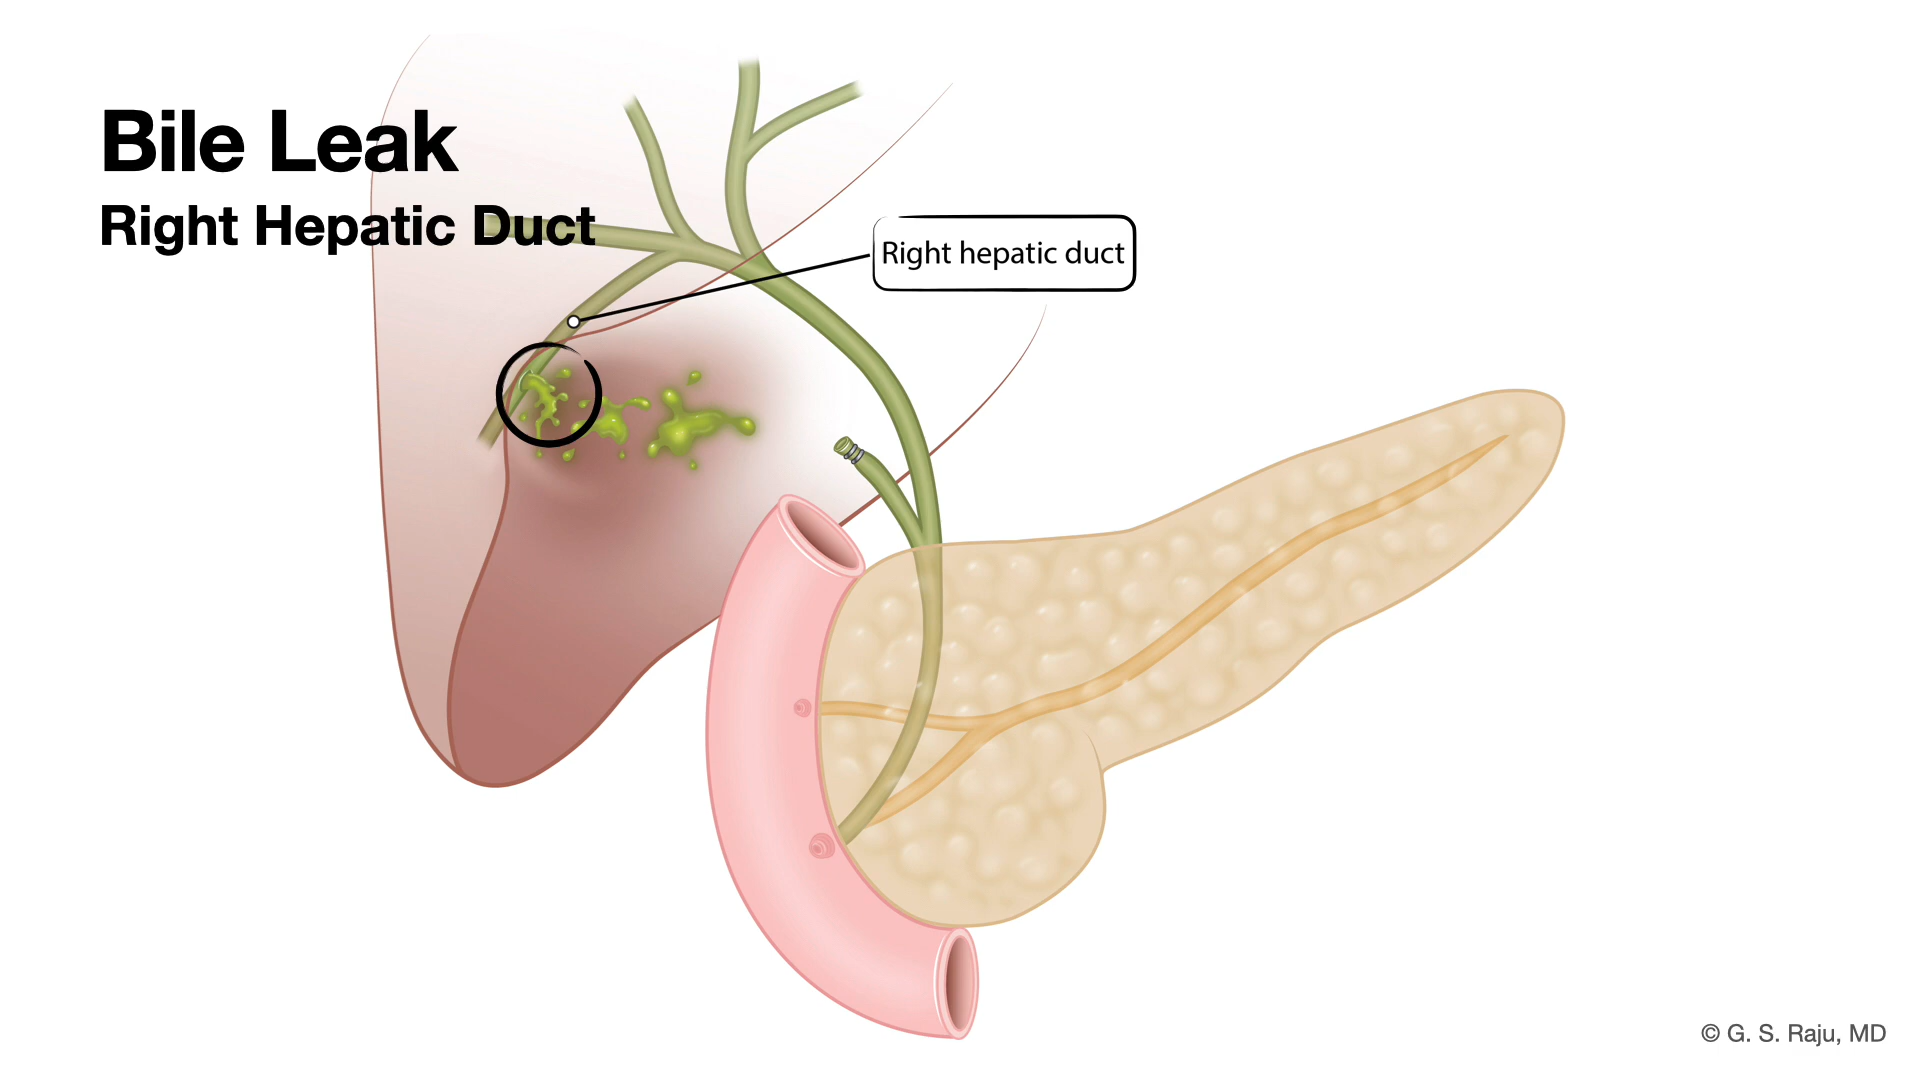 Bile Leak
Right Hepatic Duct
Right hepatic duct
© G. S. Raju, MD